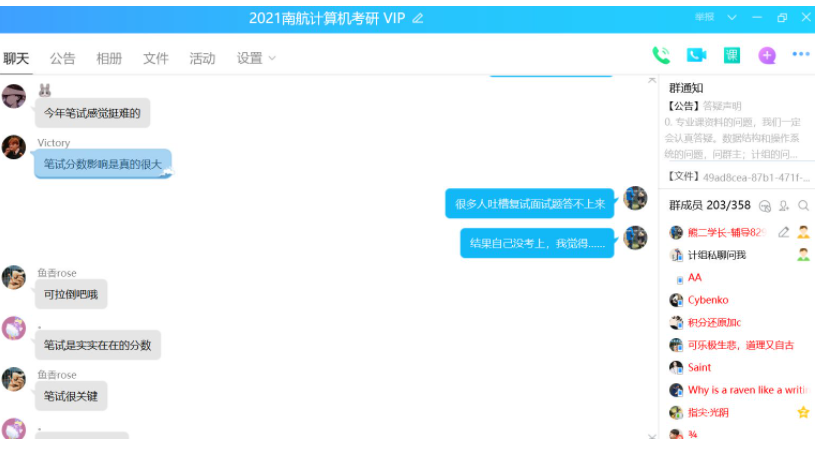 2021南航计算机考研 VIP
举报
聊天 公告 相册 文件 活动 设置
课
今年笔试感觉挺难的
Victory
笔试分数影响是真的很大
很多人吐槽复试面试题答不上来
结果自己没考上，我觉得......
鱼香rose
可拉倒吧哦
.
笔试是实实在在的分数
鱼香rose
笔试很关键
.
群通知
【公告】答疑声明
0. 专业课资料的问题，我们一定
会认真答疑。数据结构和操作系
统的问题，问群主；计组的问...
【文件】49ad8cea-87b1-471f-...
群成员 203/358
熊二学长-辅导829
计组私聊问我
AA
Cybenko
积分还原加c
可乐极生悲，道理又自古
Saint
Why is a raven like a writin
指尖·光阴
¾